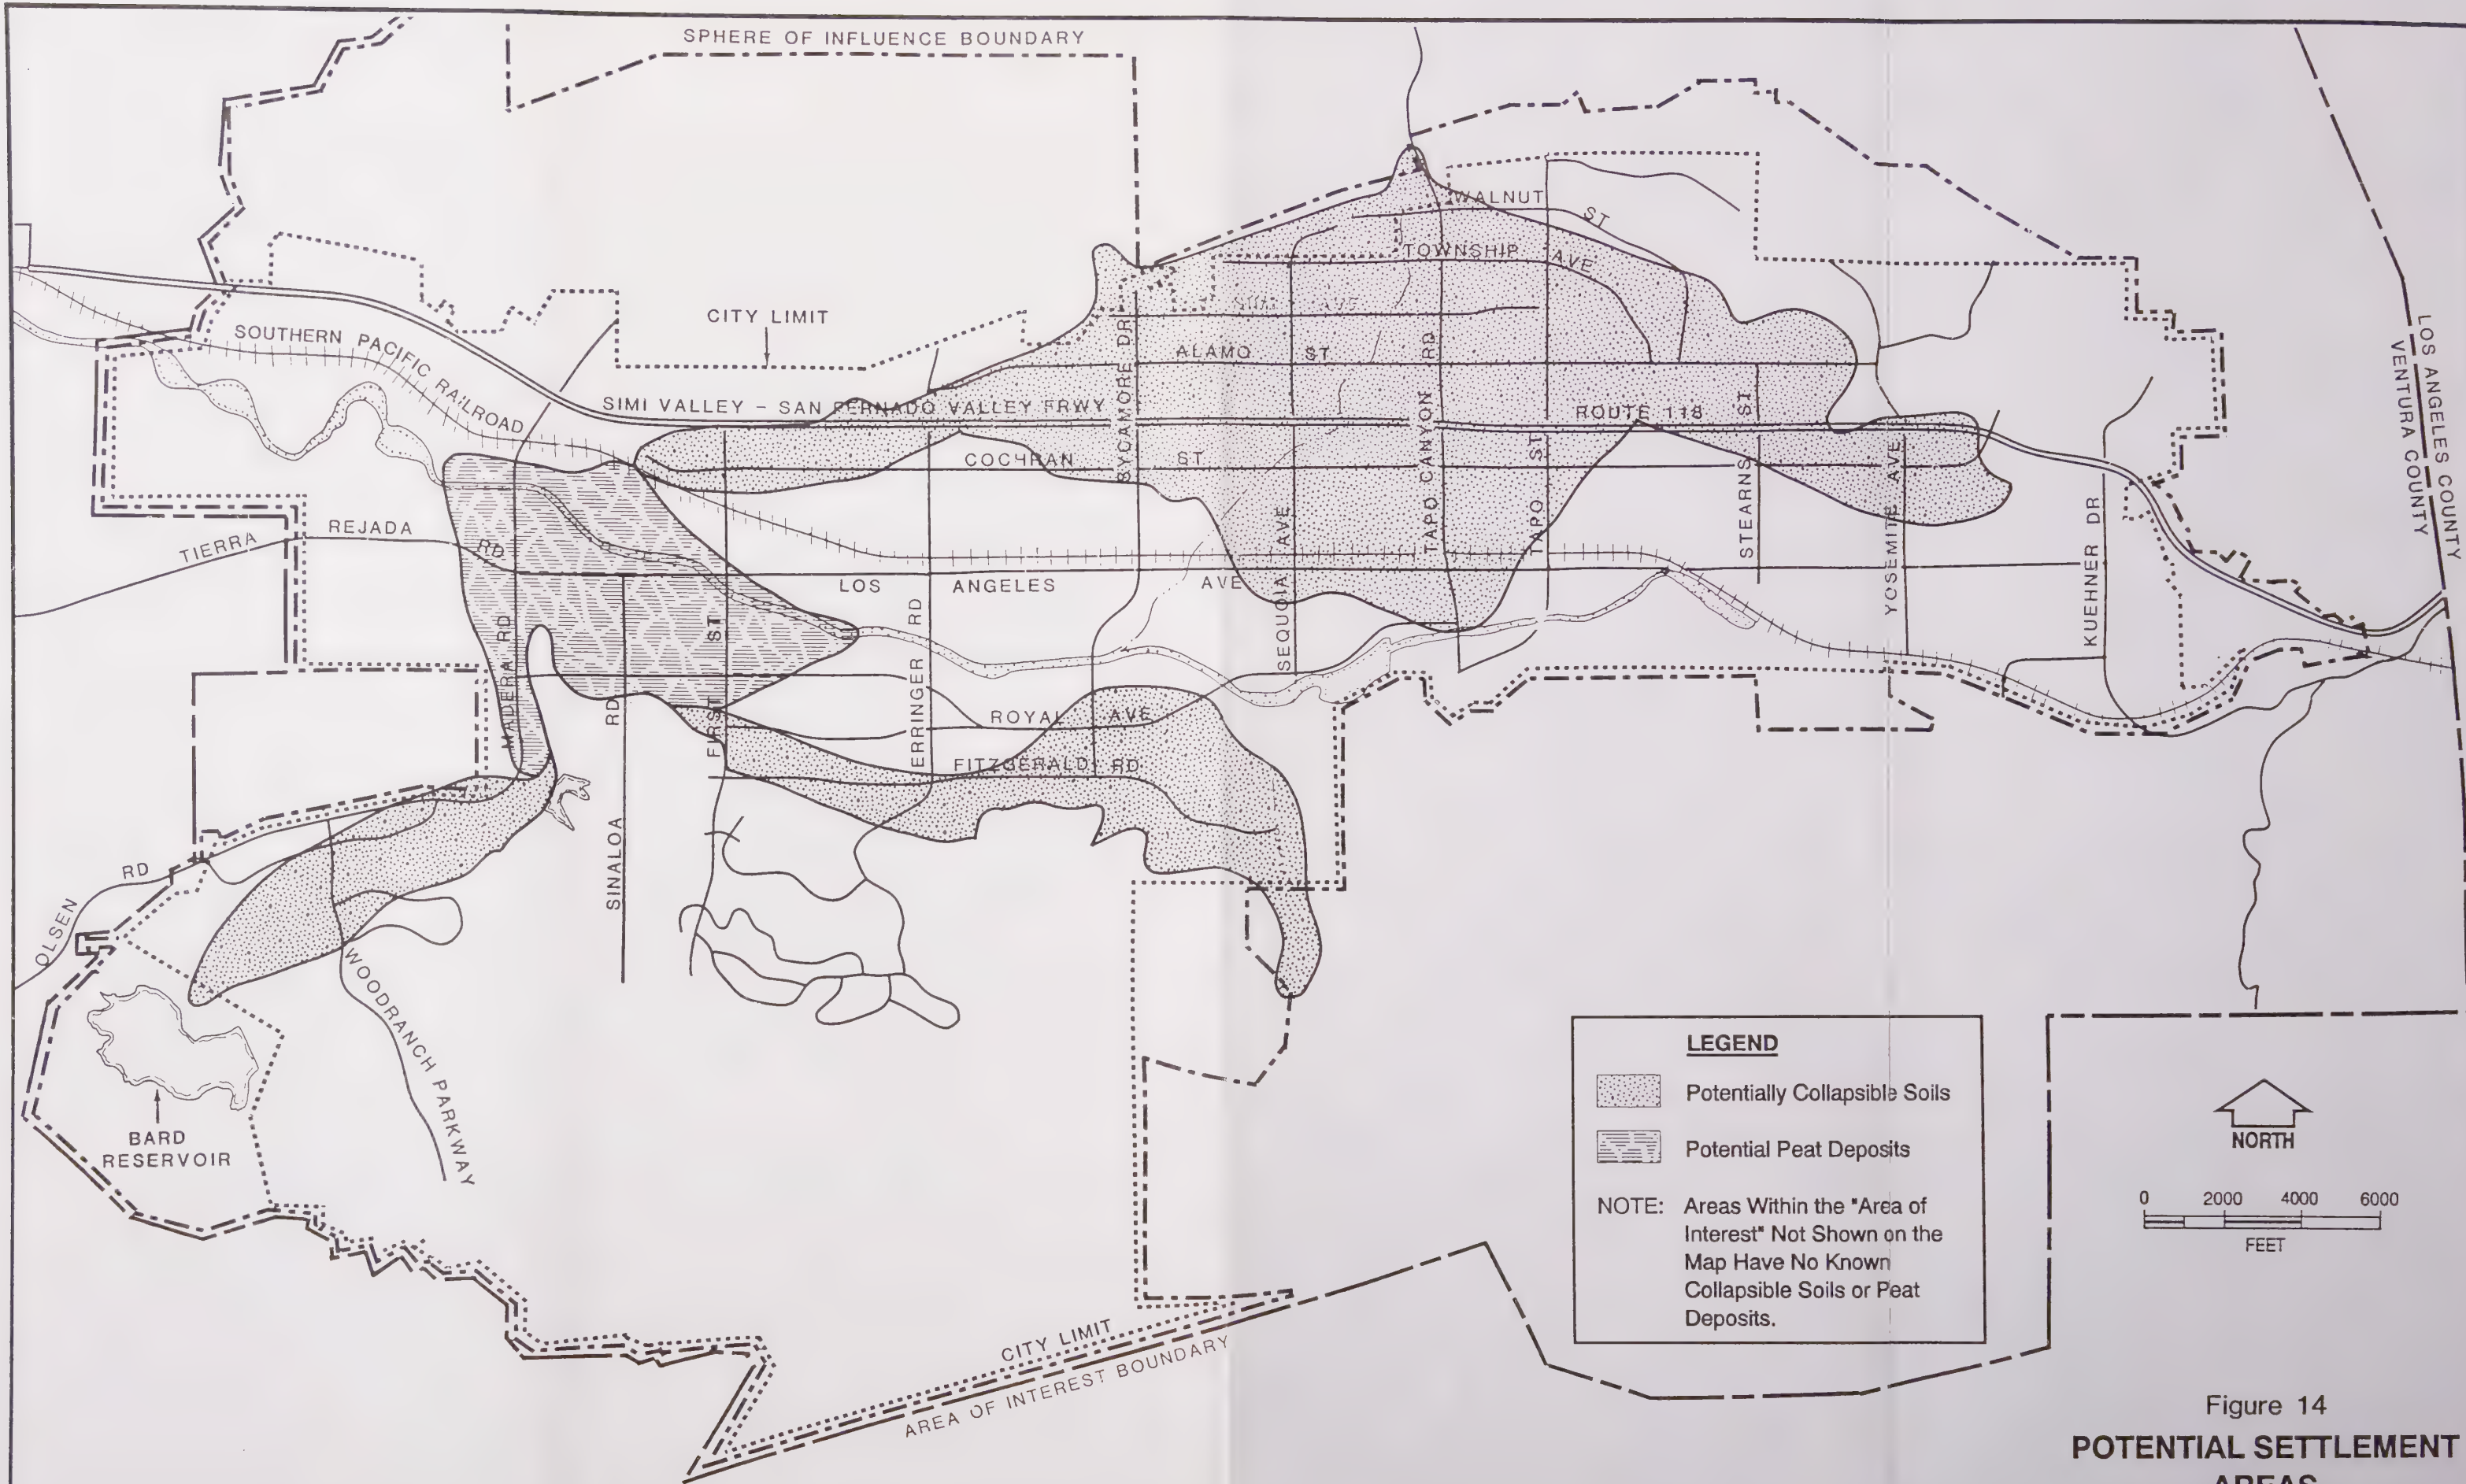 SPHERE OF INFLUENCE BOUNDARY
WALNUT ST
TOWNSHIP AVE
CITY LIMIT
SOUTHERN PACIFIC RAILROAD
ALAMO ST
SYCAMORE DR
TAPO CANYON RD
SIMI VALLEY – SAN FERNADO VALLEY FRWY
ROUTE 118
COCHRAN ST
TAPO ST
STEARNS ST
YOSEMITE AVE
KUEHNER DR
LOS ANGELES COUNTY
VENTURA COUNTY
TIERRA REJADA RD
LOS ANGELES AVE
SEQUOIA AVE
MADERA RD
SINALOA RD
FIRST ST
ERRINGER RD
ROYAL AVE
FITZGERALD RD
OLSEN RD
WOODRANCH PARKWAY
BARD
RESERVOIR
CITY LIMIT
AREA OF INTEREST BOUNDARY
LEGEND
Potentially Collapsible Soils
Potential Peat Deposits
NOTE: Areas Within the "Area of
Interest" Not Shown on the
Map Have No Known
Collapsible Soils or Peat
Deposits.
NORTH
0 2000 4000 6000
FEET
Figure 14
POTENTIAL SETTLEMENT
AREAS